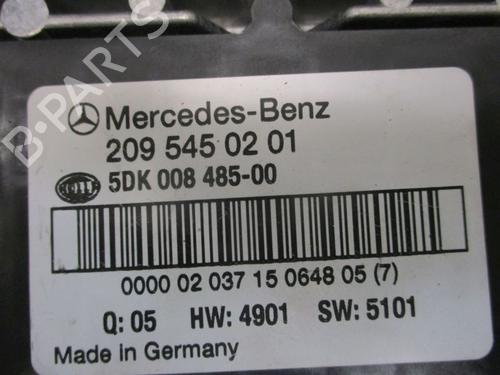 B-PARTS
Mercedes-Benz
209 545 02 01
HELLA
5DK 008 485-00
0000 02 037 15 0648 05 (7)
Q: 05 HW: 4901 SW: 5101
Made in Germany